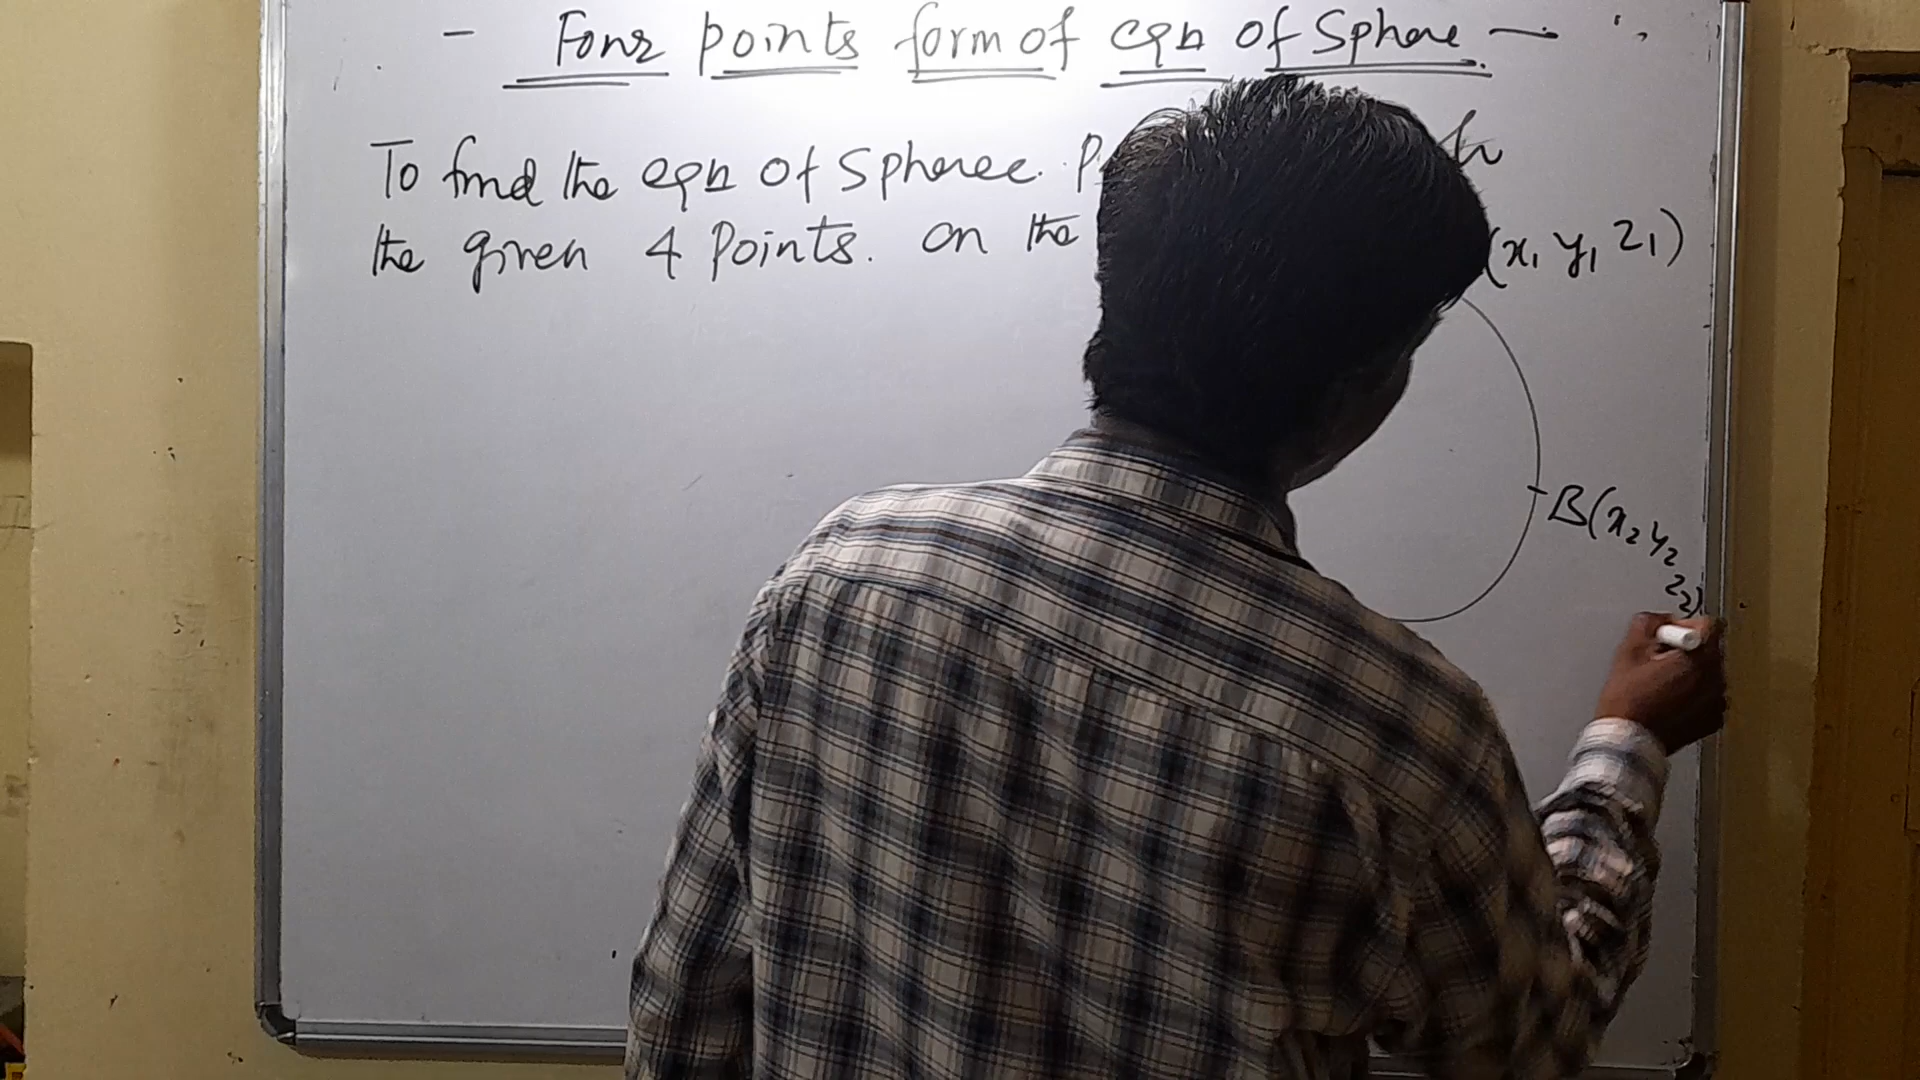 - Four points form of eqn of Sphere -
To find the eqn of Spheree.
the given 4 Points. on the
(x₁ y₁ z₁)
B(x₂ y₂
z₂)